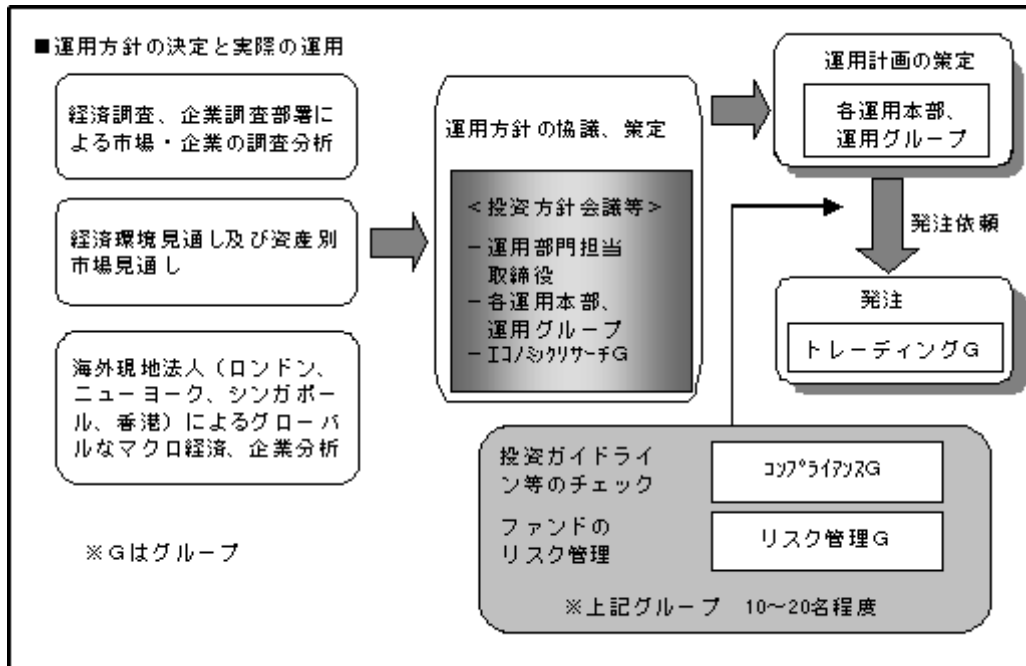 ■運用方針の決定と実際の運用
経済調査、企業調査部署に
よる市場・企業の調査分析
経済環境見通し及び資産別
市場見通し
海外現地法人（ロンドン、
ニューヨーク、シンガポー
ル、香港）によるグローバ
ルなマクロ経済、企業分析
※Gはグループ
運用方針の協議、策定
＜投資方針会議等＞
－運用部門担当
取締役
－各運用本部、
運用グループ
－ｴｺﾉﾐｯｸﾘｻｰﾁG
運用計画の策定
各運用本部、
運用グループ
発注依頼
発注
トレーディングG
投資ガイドライ
ン等のチェック
ｺﾝﾌﾟﾗｲｱﾝｽG
ファンドの
リスク管理
リスク管理G
※上記グループ　10～20名程度